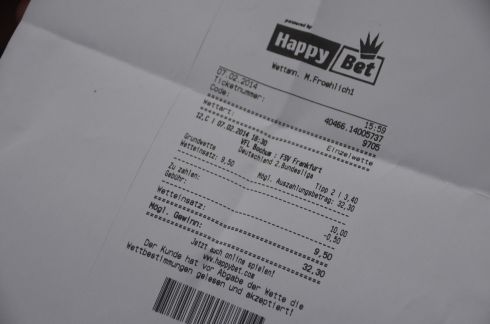 powered by
Happy Bet
Wettann. M.Froehlich1
07.02.2014 15:59
Ticketnummer: 40466.14005737
Code: 9705
Wettart: Einzelwette
12,C | 07.02.2014 18:30
VFL Bochum : FSV Frankfurt
Deutschland 2.Bundesliga
Tipp 2 | 3,40
Grundwette
Wetteinsatz: 9,50 Mögl. Auszahlungsbetrag: 32,30
Zu zahlen: 10,00
Gebühr: -0,50
Wetteinsatz: 9,50
Mögl. Gewinn: 32,30
Jetzt auch online spielen!
www.happybet.com
Der Kunde hat vor Abgabe der Wette die
Wettbestimmungen gelesen und akzeptiert!